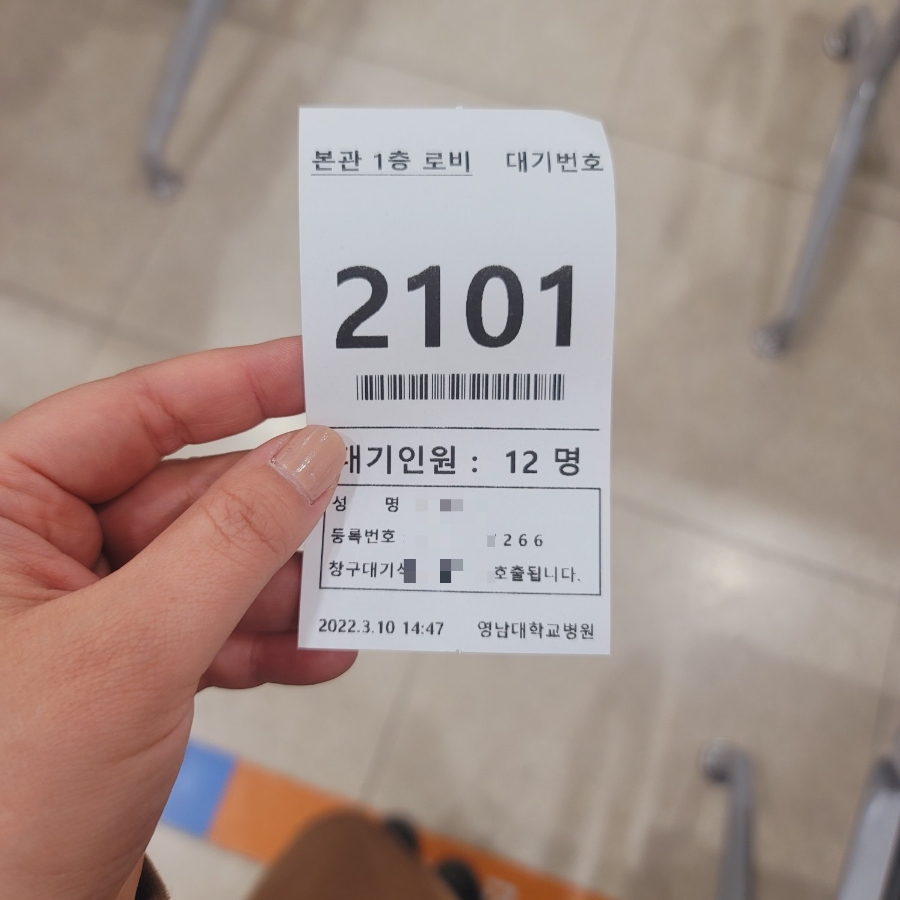 본관 1층 로비 대기번호
2101
대기인원 : 12 명
성 명
등록번호 266
창구대기 호출됩니다.
2022.3.10 14:47 영남대학교병원